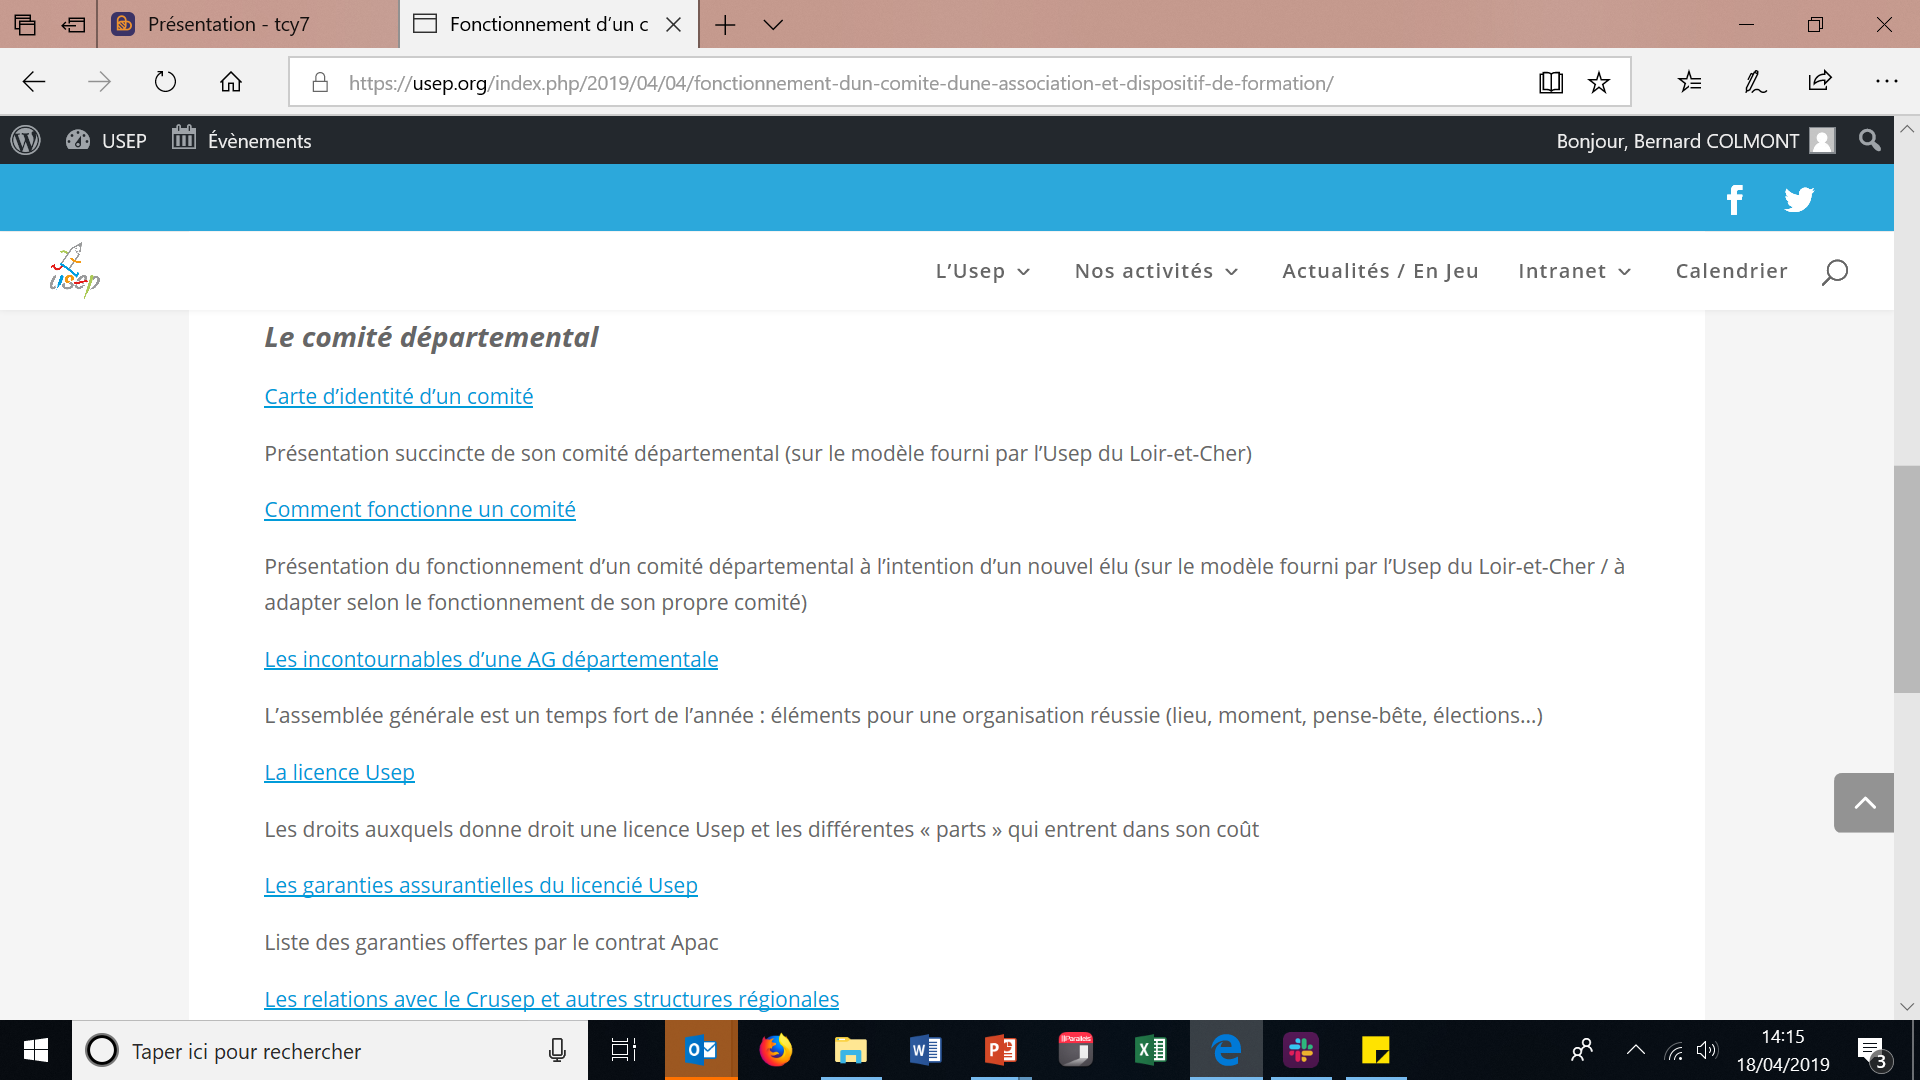 Présentation - tcy7
Fonctionnement d’un c
https://usep.org/index.php/2019/04/04/fonctionnement-dun-comite-dune-association-et-dispositif-de-formation/
USEP Évènements
Bonjour, Bernard COLMONT
usep
L’Usep Nos activités Actualités / En Jeu Intranet Calendrier
Le comité départemental
Carte d’identité d’un comité
Présentation succincte de son comité départemental (sur le modèle fourni par l’Usep du Loir-et-Cher)
Comment fonctionne un comité
Présentation du fonctionnement d’un comité départemental à l’intention d’un nouvel élu (sur le modèle fourni par l’Usep du Loir-et-Cher / à
adapter selon le fonctionnement de son propre comité)
Les incontournables d’une AG départementale
L’assemblée générale est un temps fort de l’année : éléments pour une organisation réussie (lieu, moment, pense-bête, élections…)
La licence Usep
Les droits auxquels donne droit une licence Usep et les différentes « parts » qui entrent dans son coût
Les garanties assurantielles du licencié Usep
Liste des garanties offertes par le contrat Apac
Les relations avec le Crusep et autres structures régionales
Taper ici pour rechercher
Parallels
14:15
18/04/2019
3